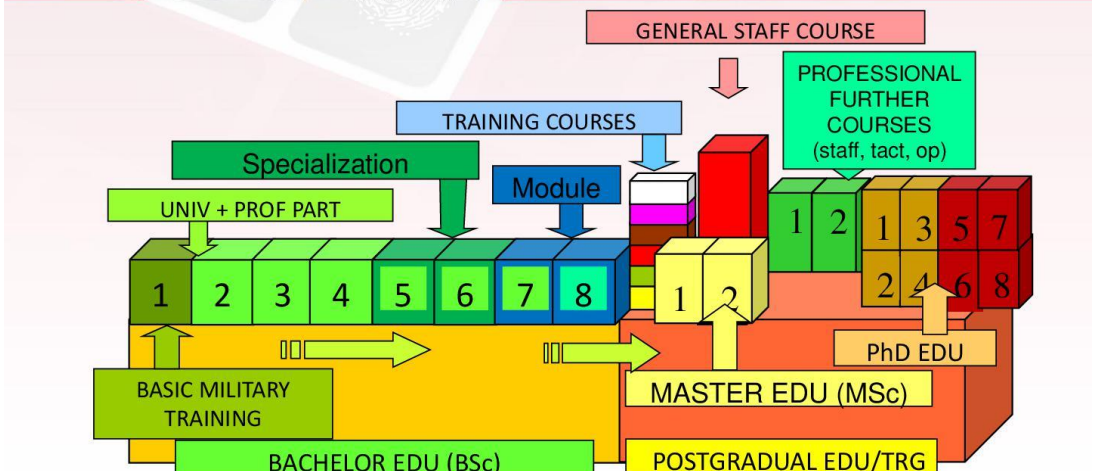 GENERAL STAFF COURSE
PROFESSIONAL
FURTHER
COURSES
(staff, tact, op)
TRAINING COURSES
Specialization
Module
UNIV + PROF PART
1 2 3 4 5 6 7 8
1 2
1 2
1 3 5 7
2 4 6 8
BASIC MILITARY
TRAINING
PhD EDU
MASTER EDU (MSc)
BACHELOR EDU (BSc)
POSTGRADUAL EDU/TRG